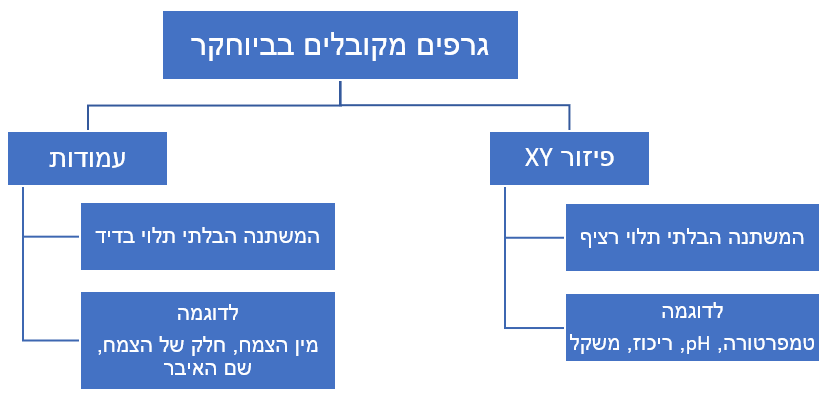 גרפים מקובלים בביוחקר
פיזור XY
המשתנה הבלתי תלוי רציף
לדוגמה
טמפרטורה, pH, ריכוז, משקל
עמודות
המשתנה הבלתי תלוי בדיד
לדוגמה
מין הצמח, חלק של הצמח,
שם האיבר